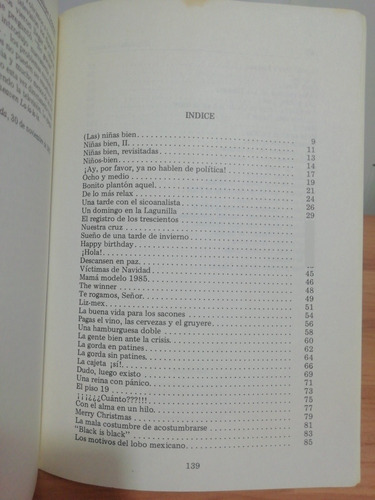 INDICE
(Las) niñas bien 9
Niñas bien, II 11
Niñas bien, revisitadas 13
Niños-bien 14
¡Ay, por favor, ya no hablen de política! 17
Ocho y medio 19
Bonito plantón aquel 21
De lo más relax 24
Una tarde con el sicoanalista 26
Un domingo en la Lagunilla 29
El registro de los trescientos
Nuestra cruz
Sueño de una tarde de invierno
Happy birthday
¡Hola!
Descansen en paz
Víctimas de Navidad 45
Mamá modelo 1985 46
The winner 48
Te rogamos, Señor 49
Liz-mex 51
La buena vida para los sacones 54
Pagas el vino, las cervezas y el gruyere 56
Una hamburguesa doble 58
La gente bien ante la crisis 60
La gorda en patines 62
La gorda sin patines 64
La cajeta ¡sí! 66
Dudo, luego existo 69
Una reina con pánico 71
El piso 19 73
¡¡¡¿¿¿Cuánto???!!! 75
Con el alma en un hilo 77
Merry Christmas 79
La mala costumbre de acostumbrarse 81
"Black is black" 83
Los motivos del lobo mexicano 85
139